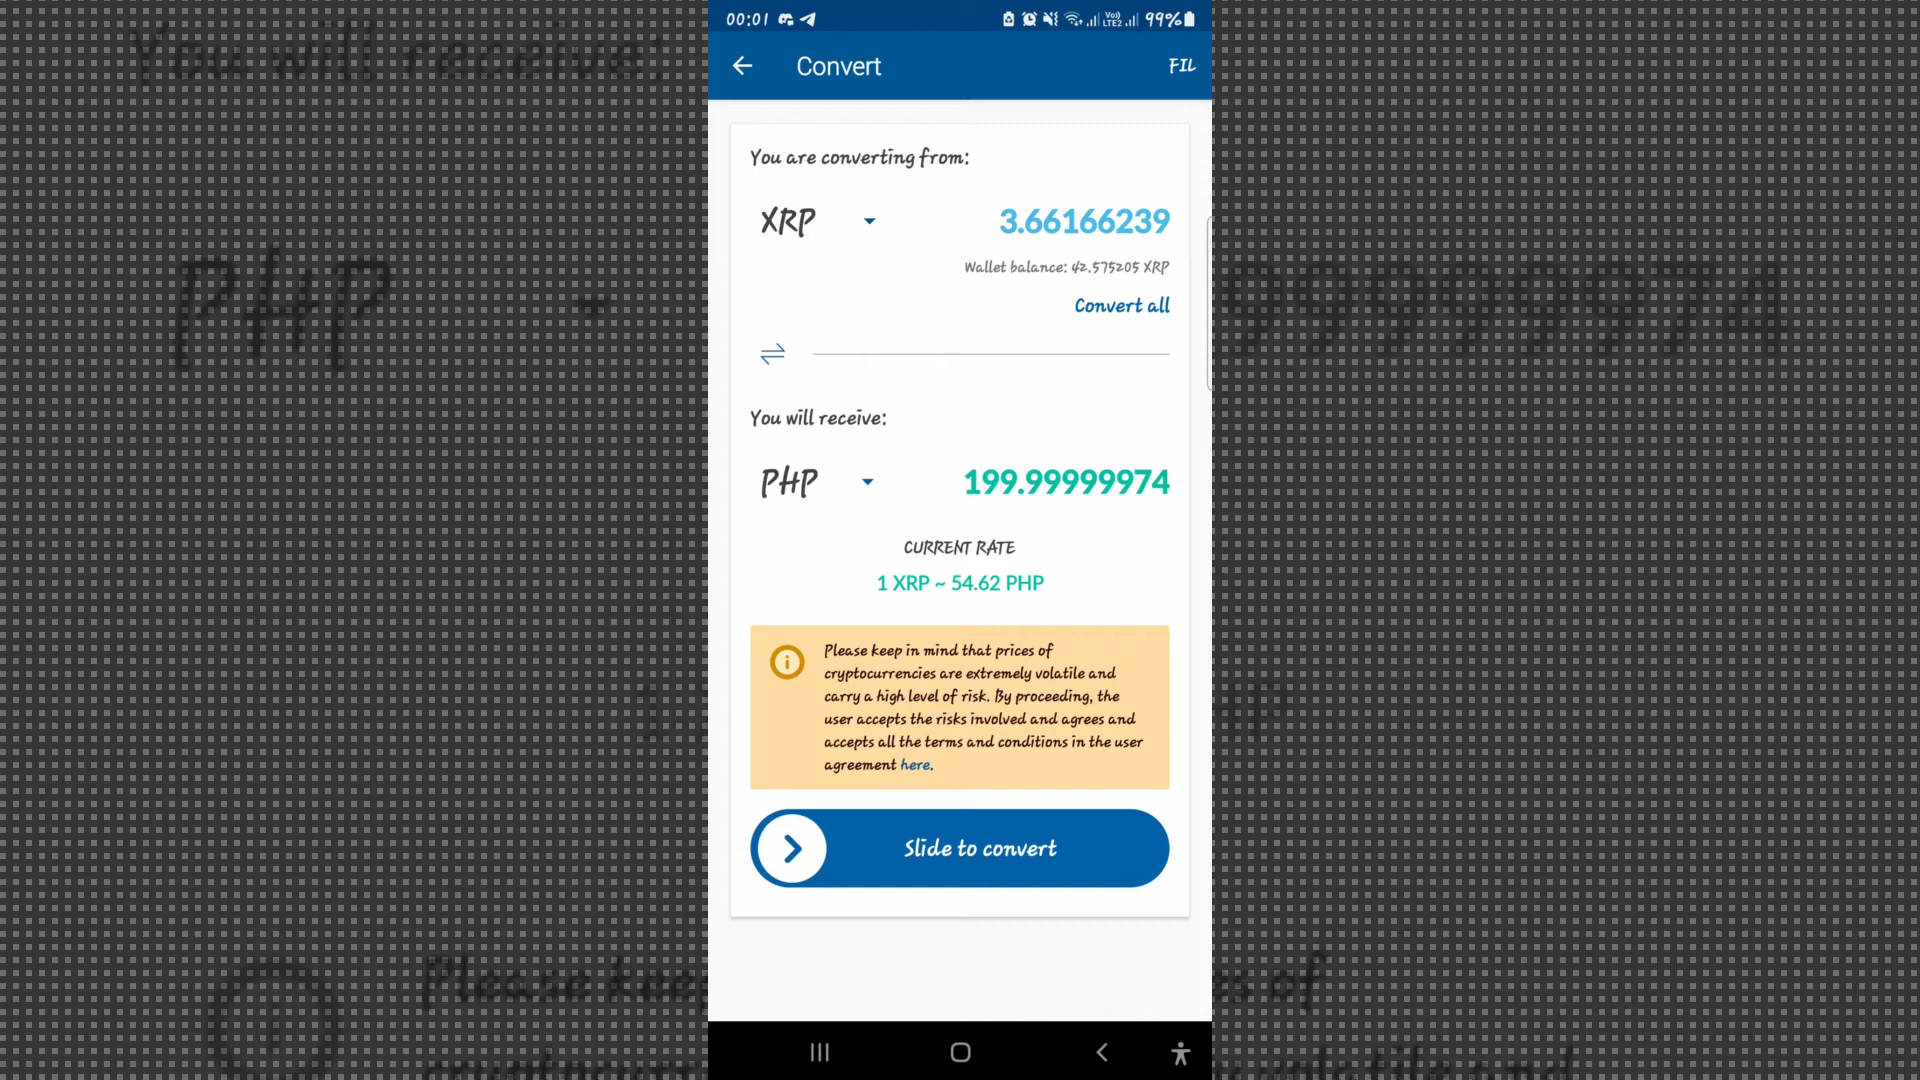 00:01 99%
Convert FIL
You are converting from:
XRP 3.66166239
Wallet balance: 42.575205 XRP
Convert all
You will receive:
PHP 199.99999974
CURRENT RATE
1 XRP ~ 54.62 PHP
Please keep in mind that prices of
cryptocurrencies are extremely volatile and
carry a high level of risk. By proceeding, the
user accepts the risks involved and agrees and
accepts all the terms and conditions in the user
agreement here.
Slide to convert